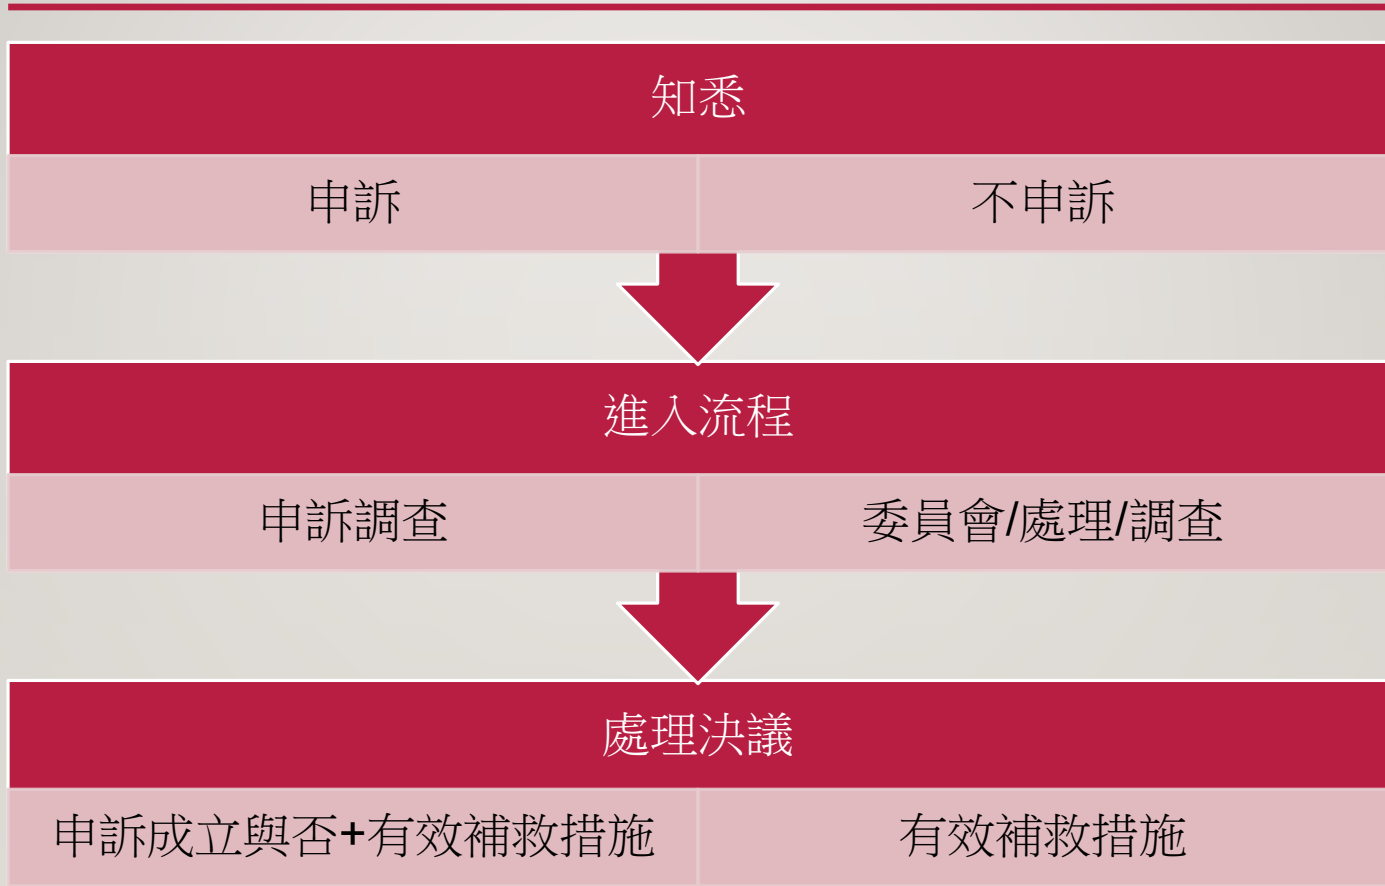 知悉
申訴
不申訴
進入流程
申訴調查
委員會/處理/調查
處理決議
申訴成立與否+有效補救措施
有效補救措施